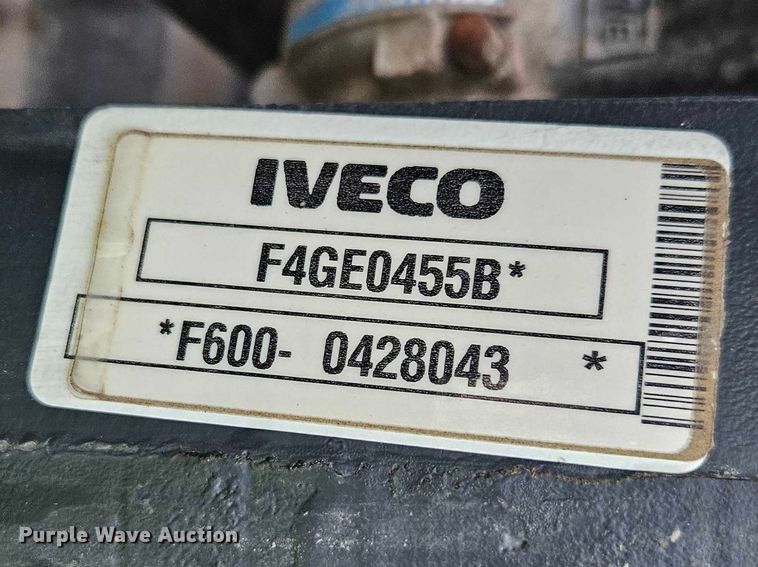 IVECO
F4GE0455B*
*F600- 0428043 *
Purple Wave Auction